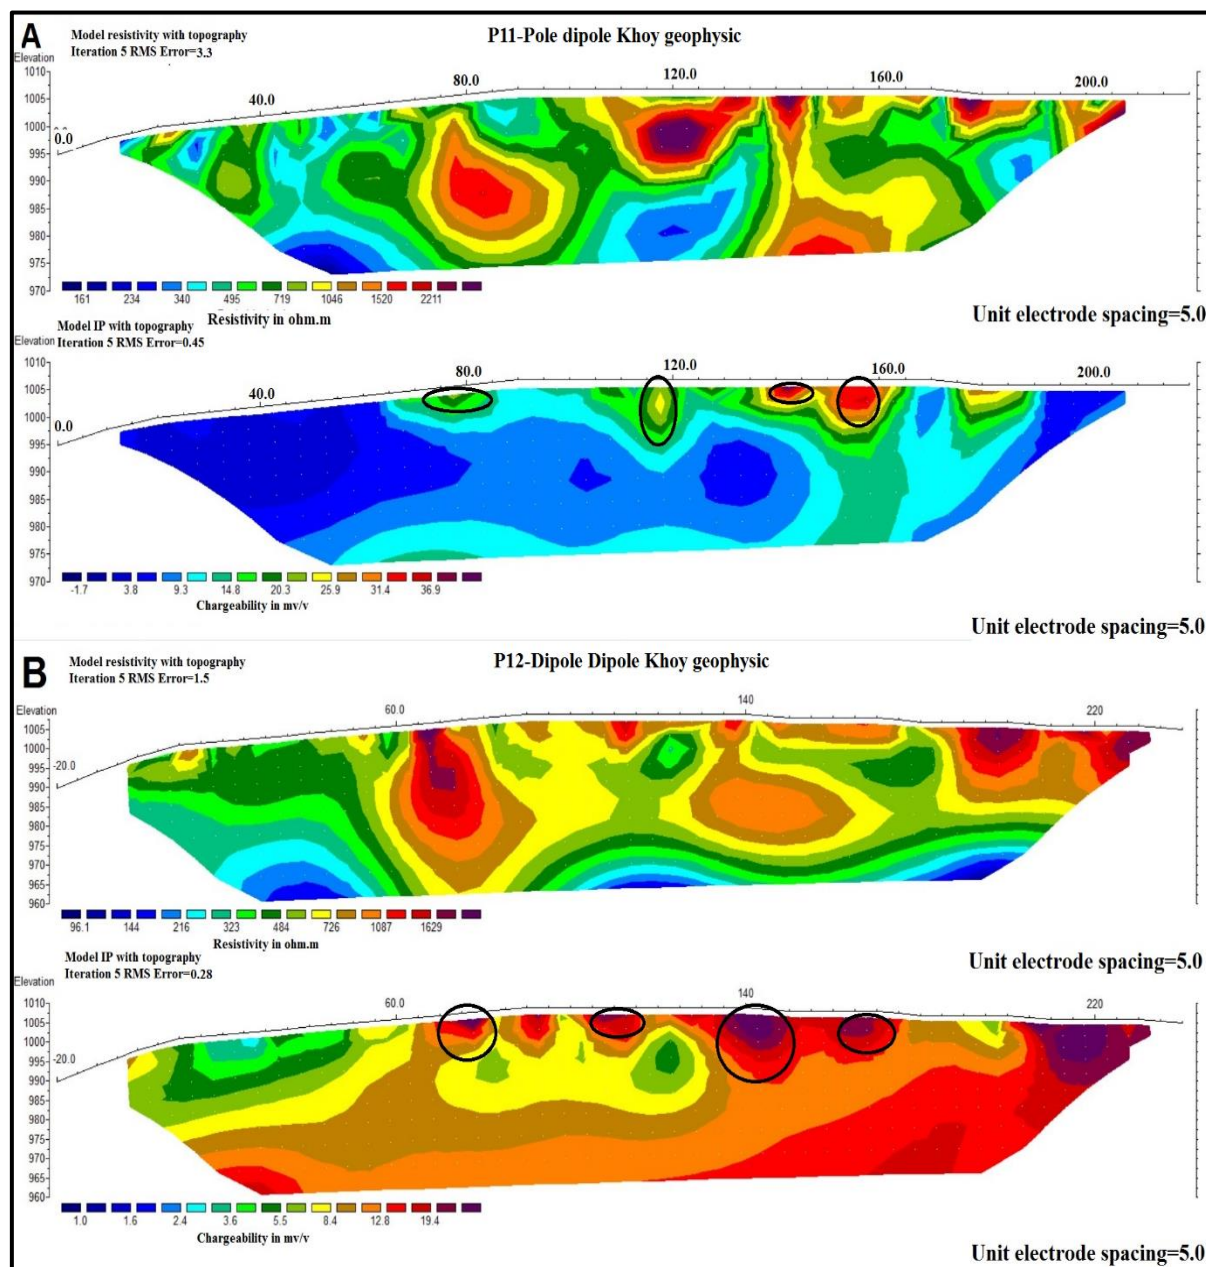 A
Model resistivity with topography
Iteration 5 RMS Error=3.3
P11-Pole dipole Khoy geophysic
Elevation
1010
1005
1000
995
990
985
980
975
970
0.0
40.0
80.0
120.0
160.0
200.0
161 234 340 495 719 1046 1520 2211
Resistivity in ohm.m
Unit electrode spacing=5.0
Model IP with topography
Iteration 5 RMS Error=0.45
Elevation
1010
1005
1000
995
990
985
980
975
970
0.0
40.0
80.0
120.0
160.0
200.0
-1.7 3.8 9.3 14.8 20.3 25.9 31.4 36.9
Chargeability in mv/v
Unit electrode spacing=5.0
B
Model resistivity with topography
Iteration 5 RMS Error=1.5
P12-Dipole Dipole Khoy geophysic
Elevation
1005
1000
995
990
985
980
975
970
965
960
-20.0
60.0
140
220
96.1 144 216 323 484 726 1087 1629
Resistivity in ohm.m
Unit electrode spacing=5.0
Model IP with topography
Iteration 5 RMS Error=0.28
Elevation
1010
1005
1000
990
980
975
970
965
960
-20.0
60.0
140
220
1.0 1.6 2.4 3.6 5.5 8.4 12.8 19.4
Chargeability in mv/v
Unit electrode spacing=5.0